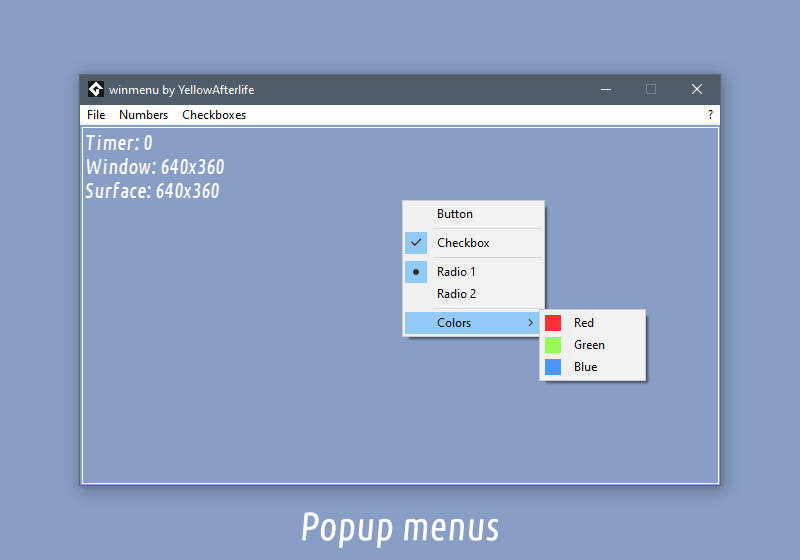 winmenu by YellowAfterlife
File Numbers Checkboxes ?
Timer: 0
Window: 640x360
Surface: 640x360
Button
Checkbox
Radio 1
Radio 2
Colors
Red
Green
Blue
Popup menus